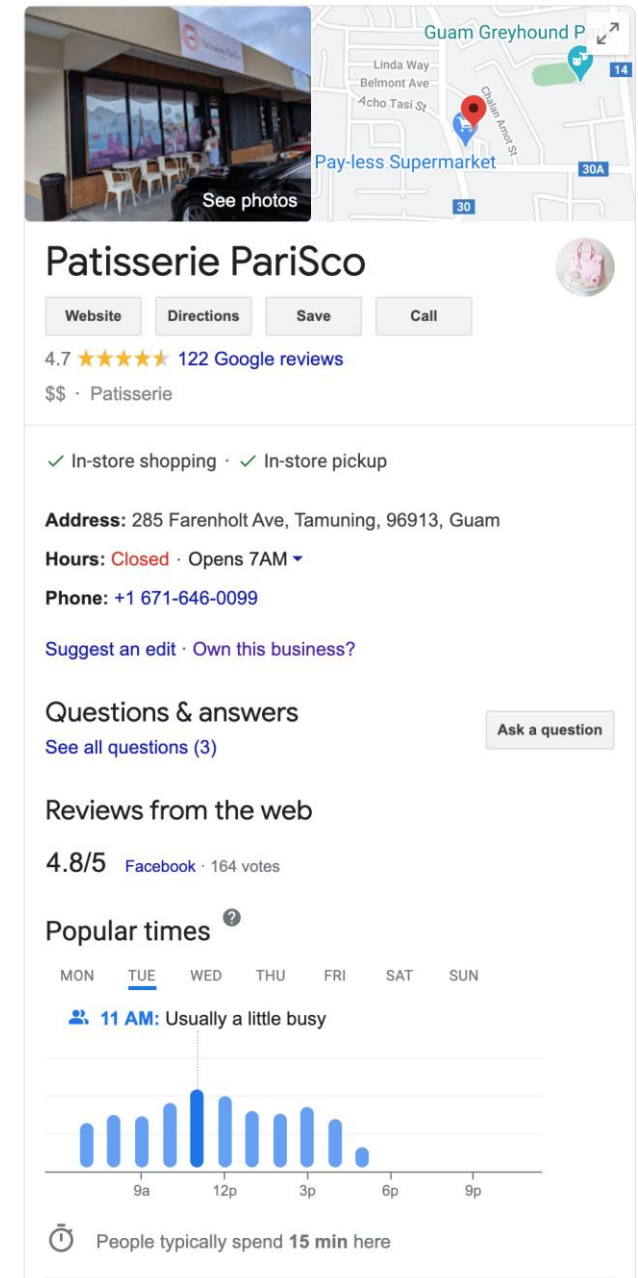 Patisserie PariSco
See photos
Guam Greyhound P
14
Linda Way
Belmont Ave
Acho Tasi St
Chalan Amot St
Pay-less Supermarket
30A
30
Patisserie PariSco
Website Directions Save Call
4.7 122 Google reviews
$$ · Patisserie
In-store shopping · In-store pickup
Address: 285 Farenholt Ave, Tamuning, 96913, Guam
Hours: Closed · Opens 7AM
Phone: +1 671-646-0099
Suggest an edit · Own this business?
Questions & answers
Ask a question
See all questions (3)
Reviews from the web
4.8/5 Facebook · 164 votes
Popular times ?
MON TUE WED THU FRI SAT SUN
11 AM: Usually a little busy
9a 12p 3p 6p 9p
People typically spend 15 min here